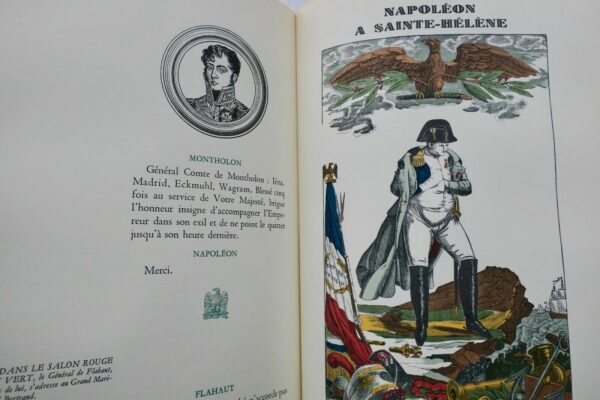 MONTHOLON
Général Comte de Montholon : Iéna,
Madrid, Eckmuhl, Wagram. Blessé cinq
fois au service de Votre Majesté, brigue
l'honneur insigne d'accompagner l'Empe-
reur dans son exil et de ne point le quitter
jusqu'à son heure dernière.
NAPOLÉON
Merci.
DANS LE SALON ROUGE
VERT, le Général de Flahaut,
de lui, s'adresse au Grand Maré-
Bertrand.
FLAHAUT
n'accorde pas
NAPOLÉON
A SAINTE-HÉLÈNE